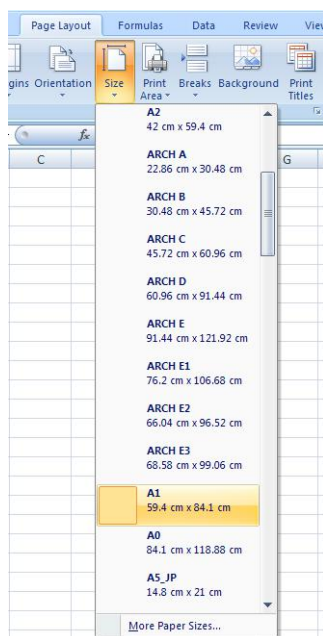 Page Layout Formulas Data Review
Orientation Size Print Area Breaks Background Print Titles
fx
C G
A2
42 cm x 59.4 cm
ARCH A
22.86 cm x 30.48 cm
ARCH B
30.48 cm x 45.72 cm
ARCH C
45.72 cm x 60.96 cm
ARCH D
60.96 cm x 91.44 cm
ARCH E
91.44 cm x 121.92 cm
ARCH E1
76.2 cm x 106.68 cm
ARCH E2
66.04 cm x 96.52 cm
ARCH E3
68.58 cm x 99.06 cm
A1
59.4 cm x 84.1 cm
A0
84.1 cm x 118.88 cm
A5_JP
14.8 cm x 21 cm
More Paper Sizes...